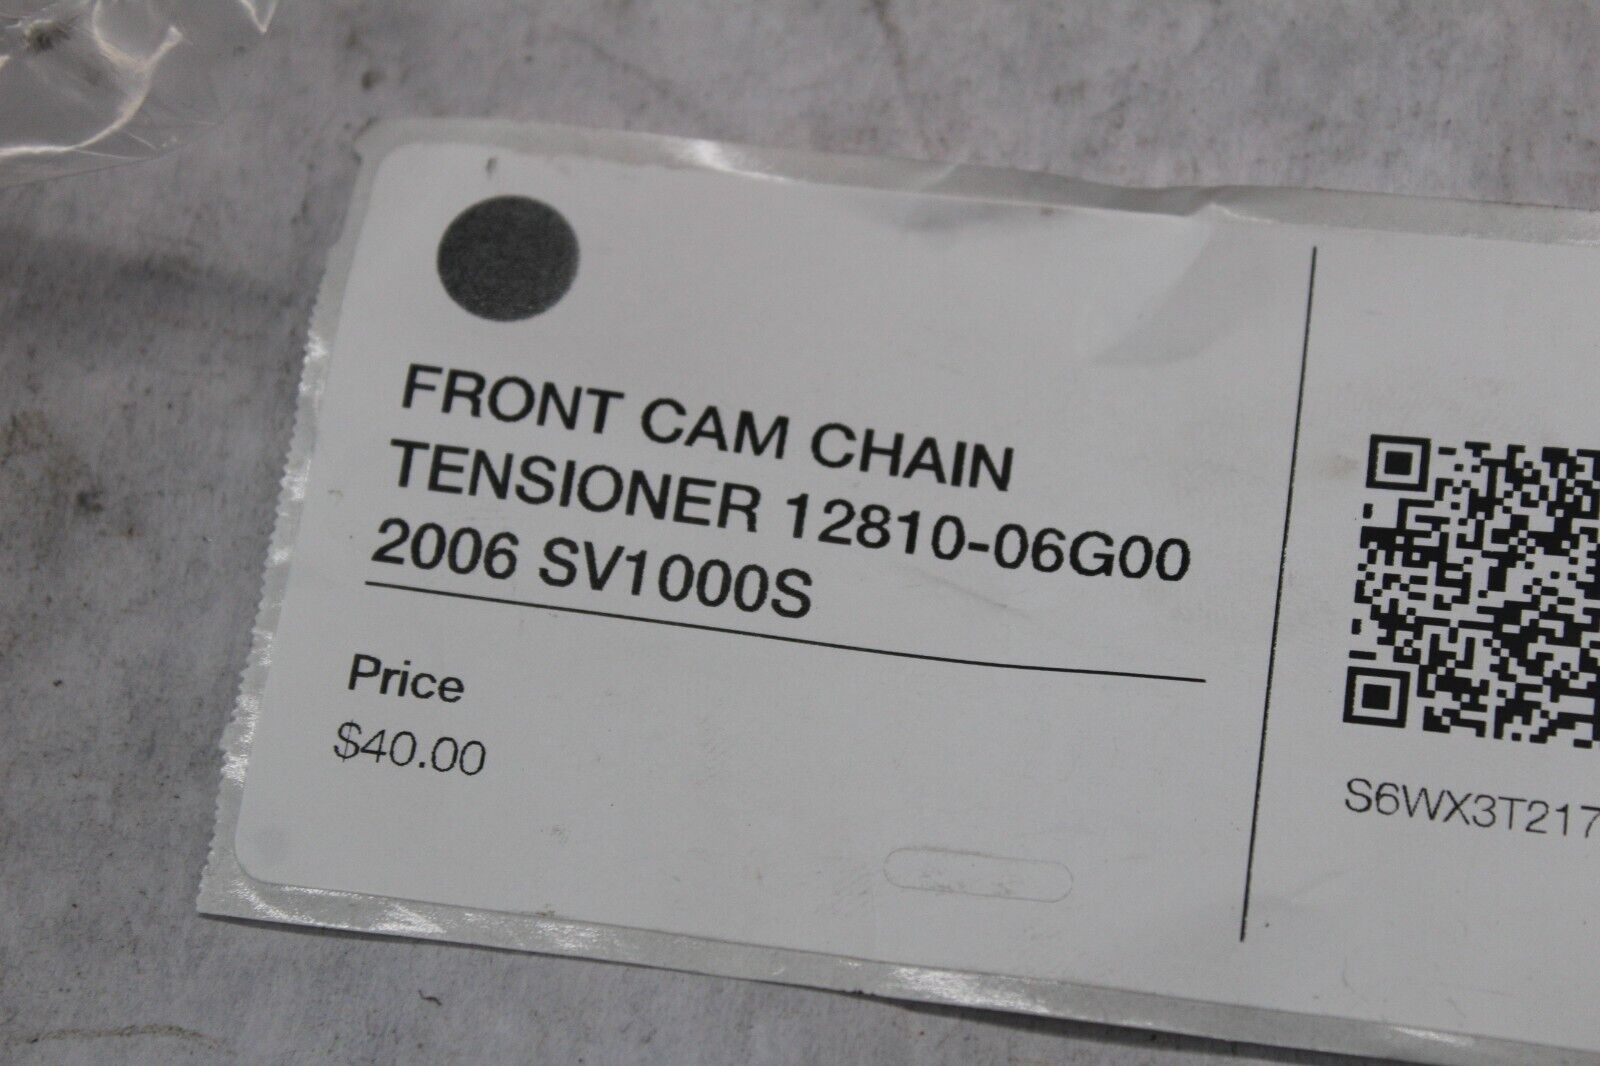 FRONT CAM CHAIN
TENSIONER 12810-06G00
2006 SV1000S
Price
$40.00
S6WX3T217